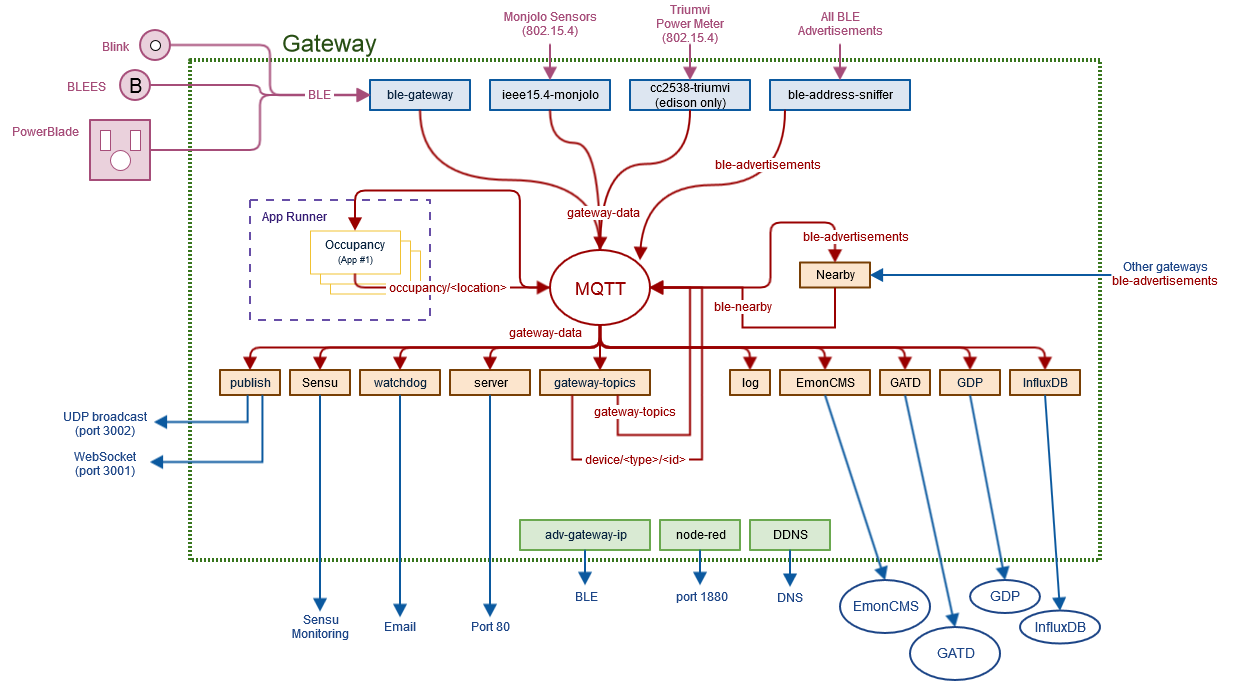 Monjolo Sensors
(802.15.4)
Triumvi
Power Meter
(802.15.4)
All BLE
Advertisements
Blink
Gateway
BLEES
B
BLE
PowerBlade
ble-gateway
ieee15.4-monjolo
cc2538-triumvi
(edison only)
ble-address-sniffer
ble-advertisements
gateway-data
App Runner
Occupancy
(App #1)
occupancy/<location>
MQTT
ble-advertisements
Nearby
ble-nearby
Other gateways
ble-advertisements
gateway-data
publish
Sensu
watchdog
server
gateway-topics
log
EmonCMS
GATD
GDP
InfluxDB
UDP broadcast
(port 3002)
WebSocket
(port 3001)
gateway-topics
device/<type>/<id>
adv-gateway-ip
node-red
DDNS
BLE
port 1880
DNS
Sensu
Monitoring
Email
Port 80
EmonCMS
GATD
GDP
InfluxDB